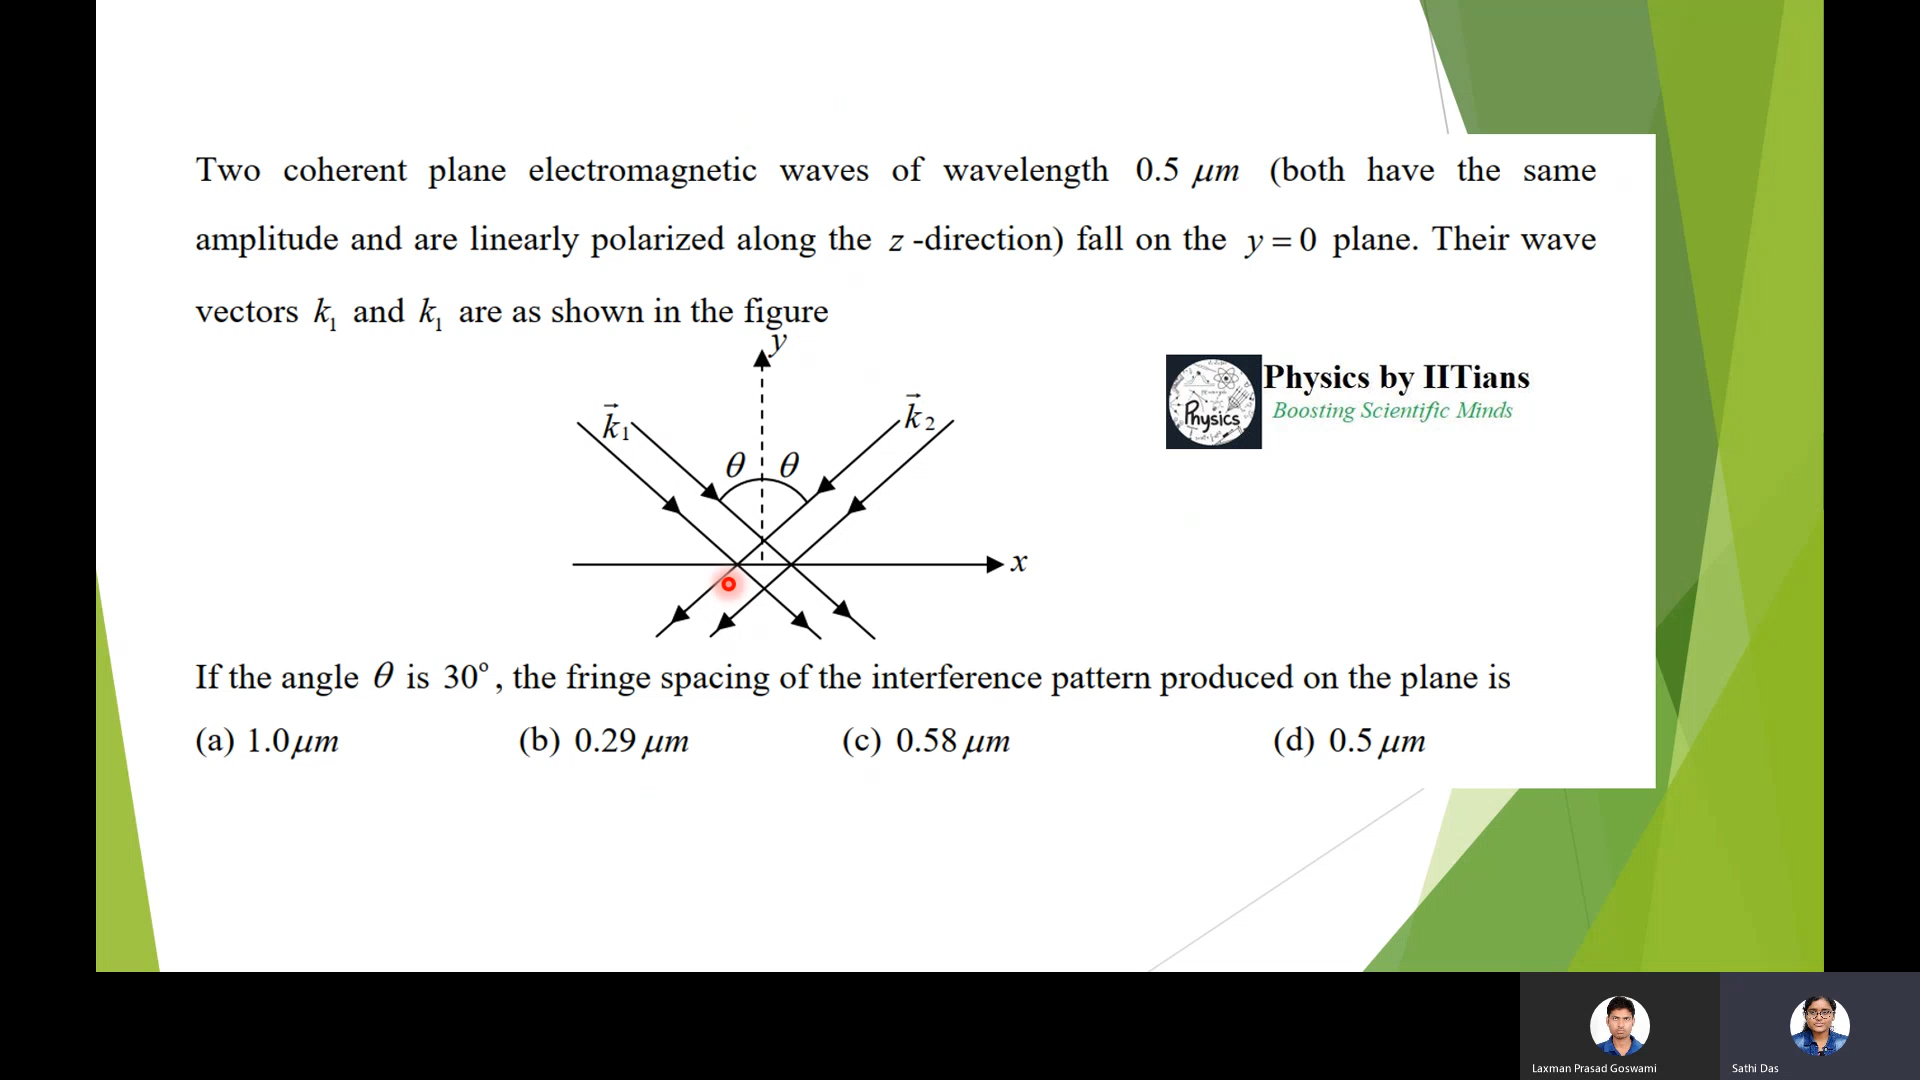 Two coherent plane electromagnetic waves of wavelength 0.5 μm (both have the same
amplitude and are linearly polarized along the z -direction) fall on the y = 0 plane. Their wave
vectors k₁ and k₁ are as shown in the figure
y
k⃗₁
k⃗₂
θ θ
x
Physics by IITians
Boosting Scientific Minds
Physics
If the angle θ is 30°, the fringe spacing of the interference pattern produced on the plane is
(a) 1.0 μm (b) 0.29 μm (c) 0.58 μm (d) 0.5 μm
Laxman Prasad Goswami
Sathi Das